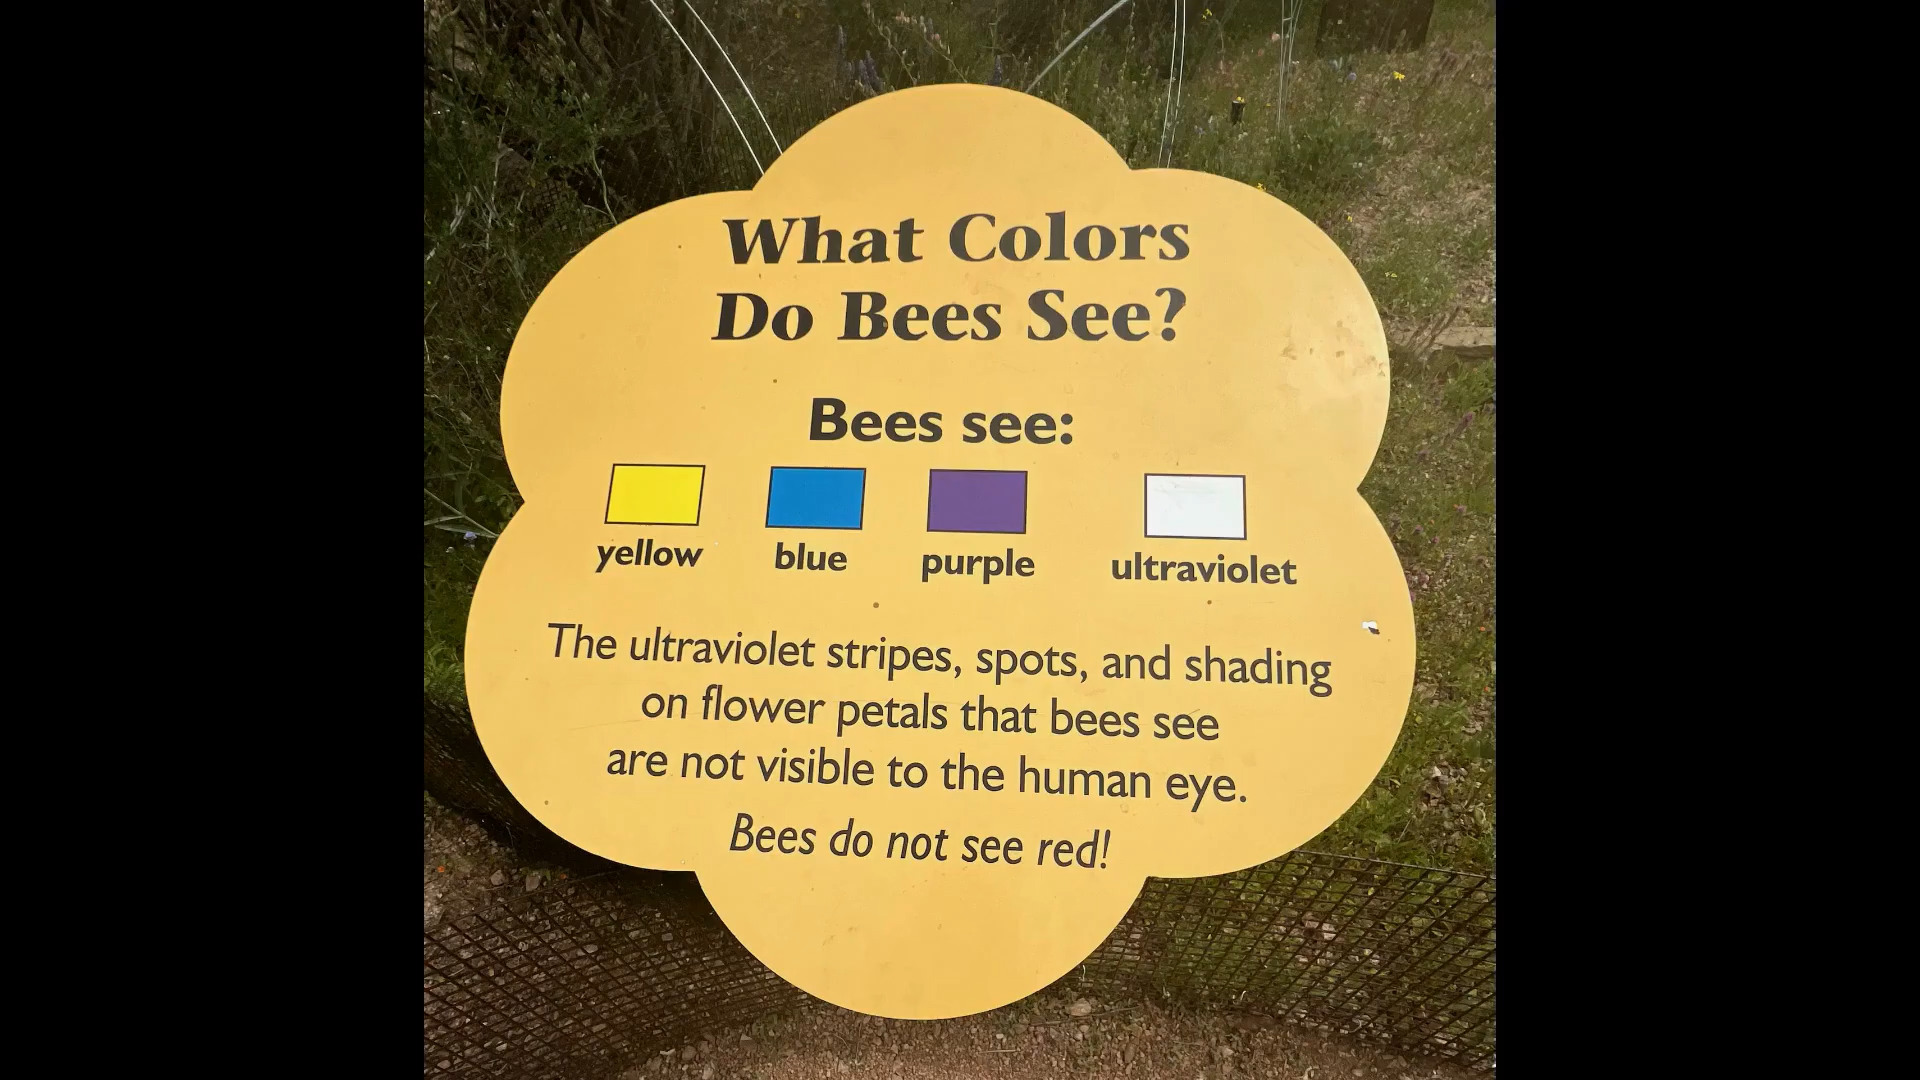 What Colors
Do Bees See?
Bees see:
yellow blue purple ultraviolet
The ultraviolet stripes, spots, and shading
on flower petals that bees see
are not visible to the human eye.
Bees do not see red!